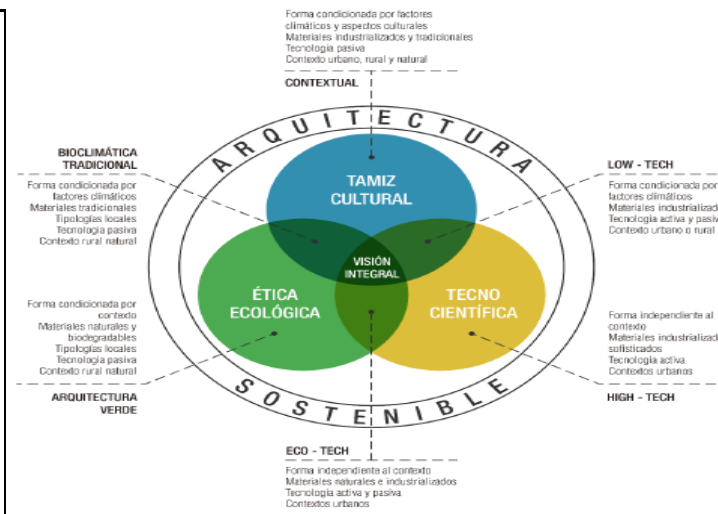 Forma condicionada por factores
climáticos y aspectos culturales
Materiales industrializados y tradicionales
Tecnología pasiva
Contexto urbano, rural y natural
CONTEXTUAL
ARQUITECTURA
BIOCLIMÁTICA
TRADICIONAL
Forma condicionada por
factores climáticos
Materiales tradicionales
Tipologías locales
Tecnología pasiva
Contexto rural natural
LOW - TECH
Forma condicionada por
factores climáticos
Materiales industrializado
Tecnología activa y pasiv
Contexto urbano o rural
TAMIZ
CULTURAL
VISIÓN
INTEGRAL
ÉTICA
ECOLÓGICA
TECNO
CIENTÍFICA
Forma condicionada por
contexto
Materiales naturales y
biodegradables
Tipologías locales
Tecnología pasiva
Contexto rural natural
ARQUITECTURA
VERDE
Forma independiente al
contexto
Materiales industrializad
sofisticados
Tecnología activa
Contextos urbanos
HIGH - TECH
SOSTENIBLE
ECO - TECH
Forma independiente al contexto
Materiales naturales e industrializados
Tecnología activa y pasiva
Contextos urbanos